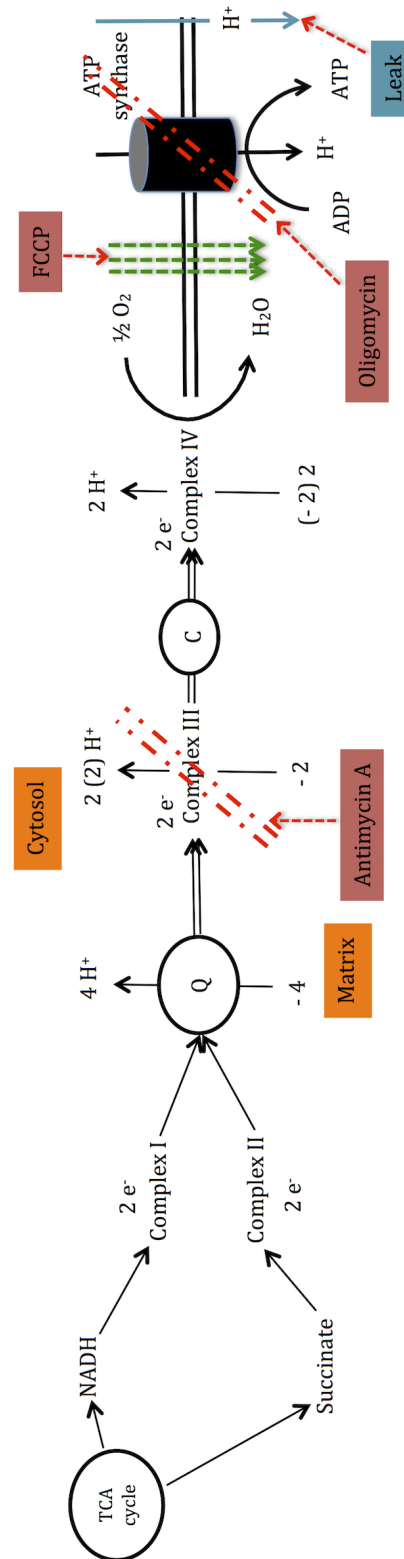 TCA
cycle
NADH
Succinate
2 e⁻
Complex I
Complex II
2 e⁻
4 H⁺
Q
- 4
Matrix
Cytosol
2 (2) H⁺
2 e⁻
Complex III
- 2
Antimycin A
C
2 H⁺
2 e⁻
Complex IV
(- 2) 2
½ O₂
H₂O
FCCP
ATP
synthase
ADP
H⁺
ATP
Oligomycin
H⁺
Leak